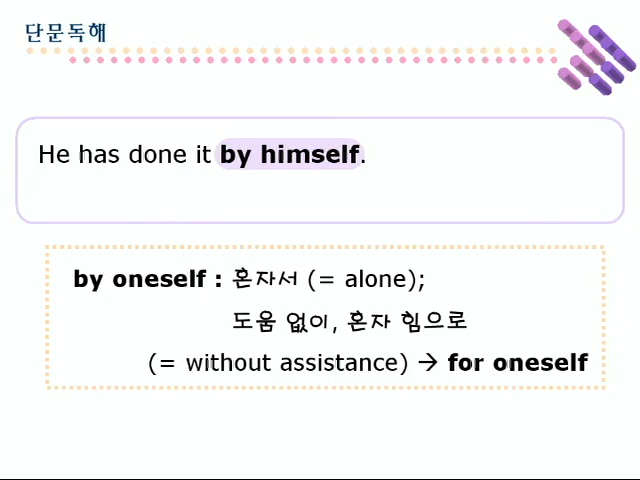 단문독해
He has done it by himself.
by oneself : 혼자서 (= alone);
도움 없이, 혼자 힘으로
(= without assistance) → for oneself